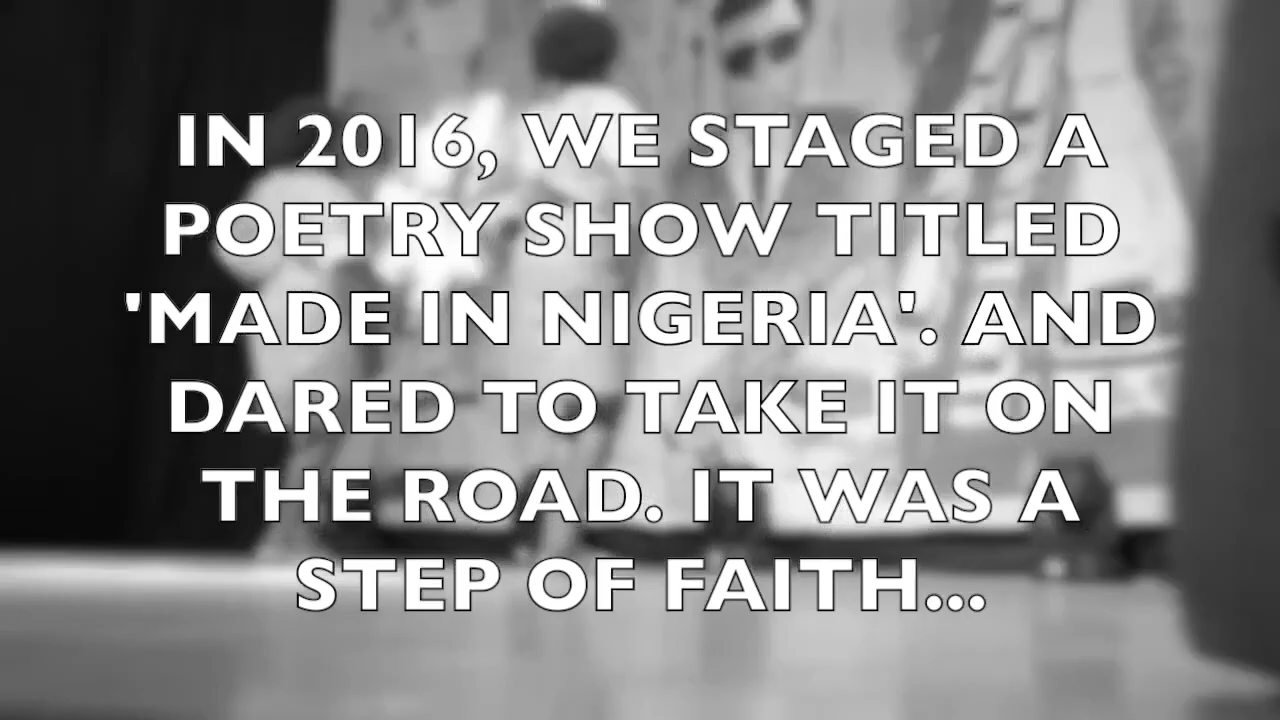 IN 2016, WE STAGED A
POETRY SHOW TITLED
'MADE IN NIGERIA'. AND
DARED TO TAKE IT ON
THE ROAD. IT WAS A
STEP OF FAITH...